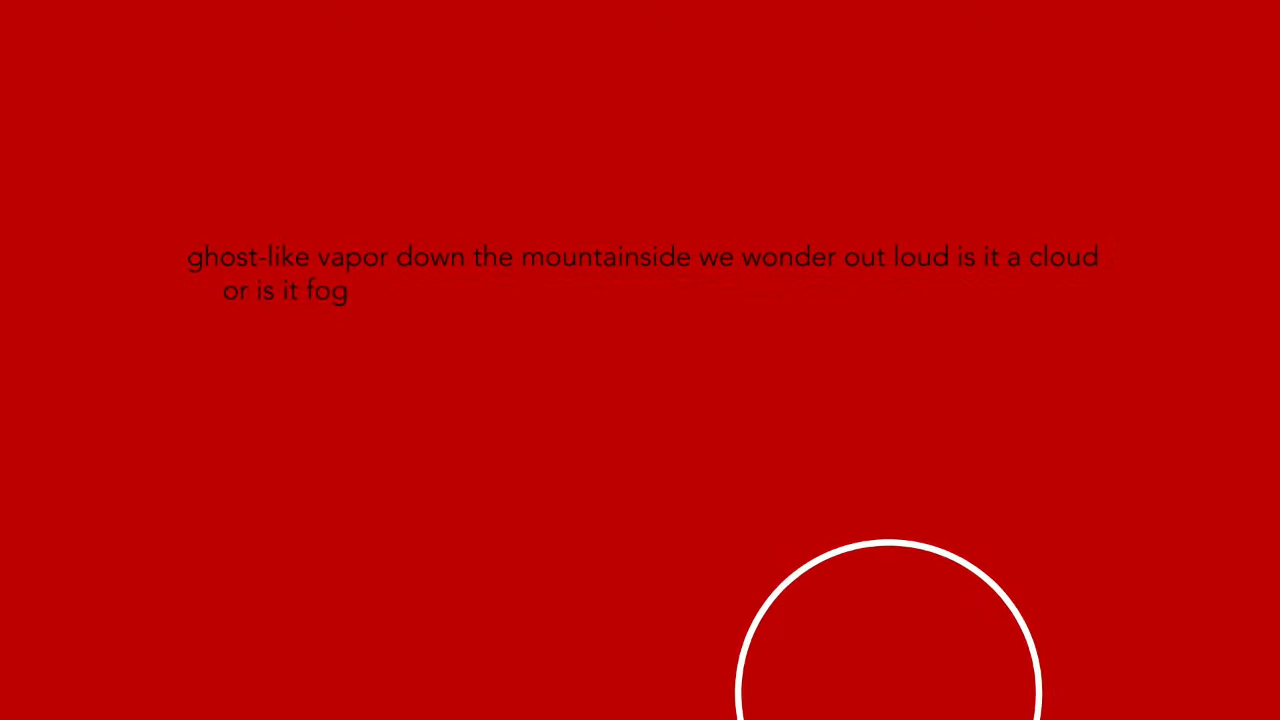 ghost-like vapor down the mountainside we wonder out loud is it a cloud
or is it fog